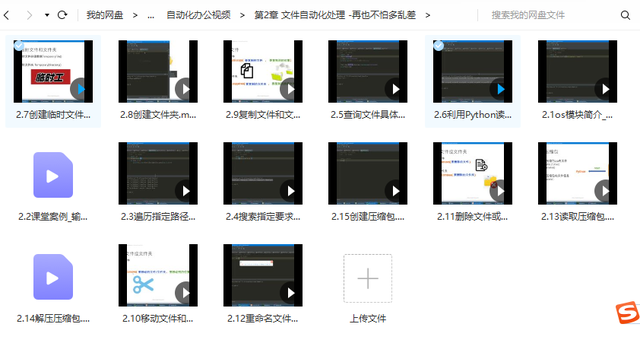 我的网盘 > ... 自动化办公视频 > 第2章 文件自动化处理 -再也不怕多乱差 >
搜索我的网盘文件
临时工
2.7创建临时文件...
2.8创建文件夹.m...
2.9复制文件和文...
2.5查询文件具体...
2.6利用Python读...
2.1os模块简介_...
2.2课堂案例_输...
2.3遍历指定路径...
2.4搜索指定要求...
2.15创建压缩包....
2.11删除文件或...
2.13读取压缩包....
2.14解压压缩包....
2.10移动文件和...
2.12重命名文件...
上传文件